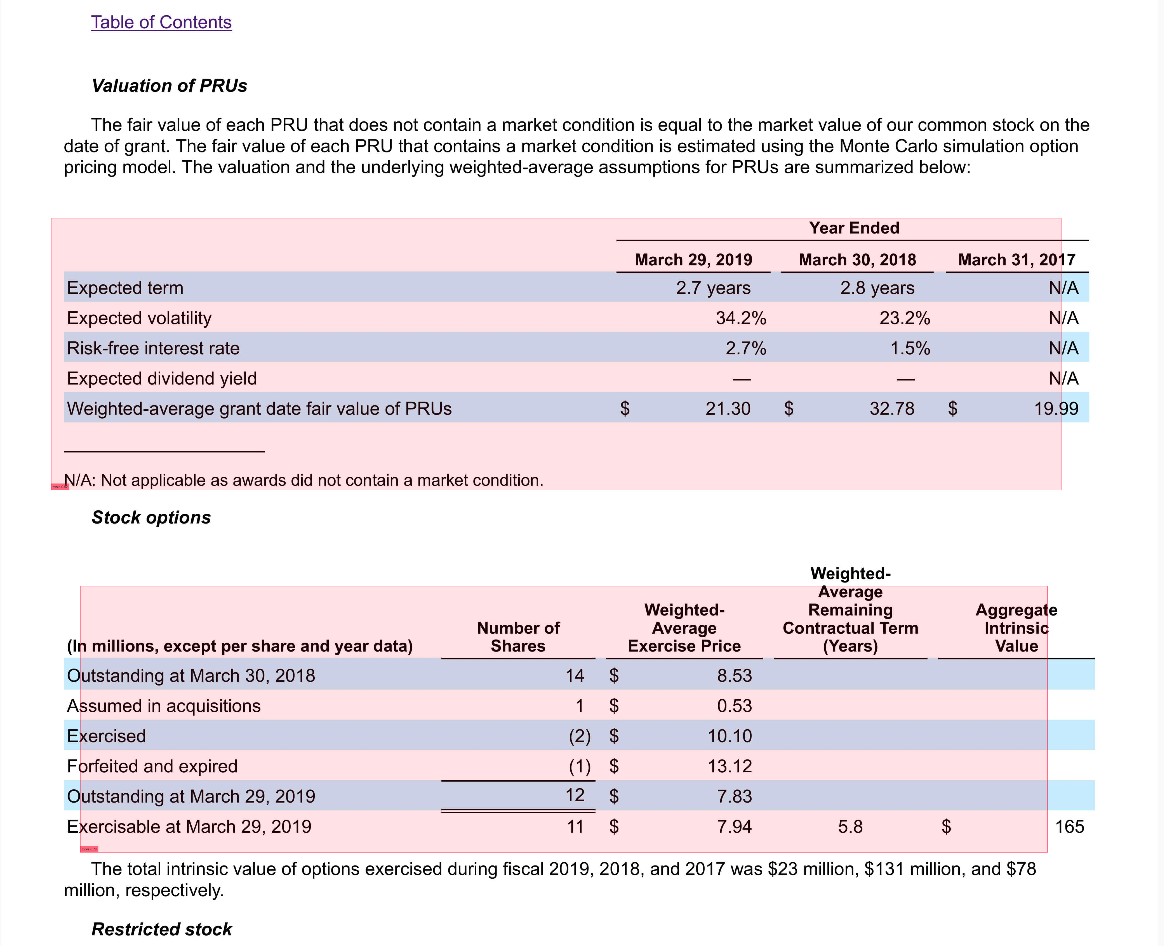 Table of Contents
Valuation of PRUs
The fair value of each PRU that does not contain a market condition is equal to the market value of our common stock on the
date of grant. The fair value of each PRU that contains a market condition is estimated using the Monte Carlo simulation option
pricing model. The valuation and the underlying weighted-average assumptions for PRUs are summarized below:
Year Ended
March 29, 2019 March 30, 2018 March 31, 2017
Expected term 2.7 years 2.8 years N/A
Expected volatility 34.2% 23.2% N/A
Risk-free interest rate 2.7% 1.5% N/A
Expected dividend yield — — N/A
Weighted-average grant date fair value of PRUs $ 21.30 $ 32.78 $ 19.99
N/A: Not applicable as awards did not contain a market condition.
Stock options
Weighted-
Average
Weighted- Remaining Aggregate
Number of Average Contractual Term Intrinsic
(In millions, except per share and year data) Shares Exercise Price (Years) Value
Outstanding at March 30, 2018 14 $ 8.53
Assumed in acquisitions 1 $ 0.53
Exercised (2) $ 10.10
Forfeited and expired (1) $ 13.12
Outstanding at March 29, 2019 12 $ 7.83
Exercisable at March 29, 2019 11 $ 7.94 5.8 $ 165
The total intrinsic value of options exercised during fiscal 2019, 2018, and 2017 was $23 million, $131 million, and $78
million, respectively.
Restricted stock